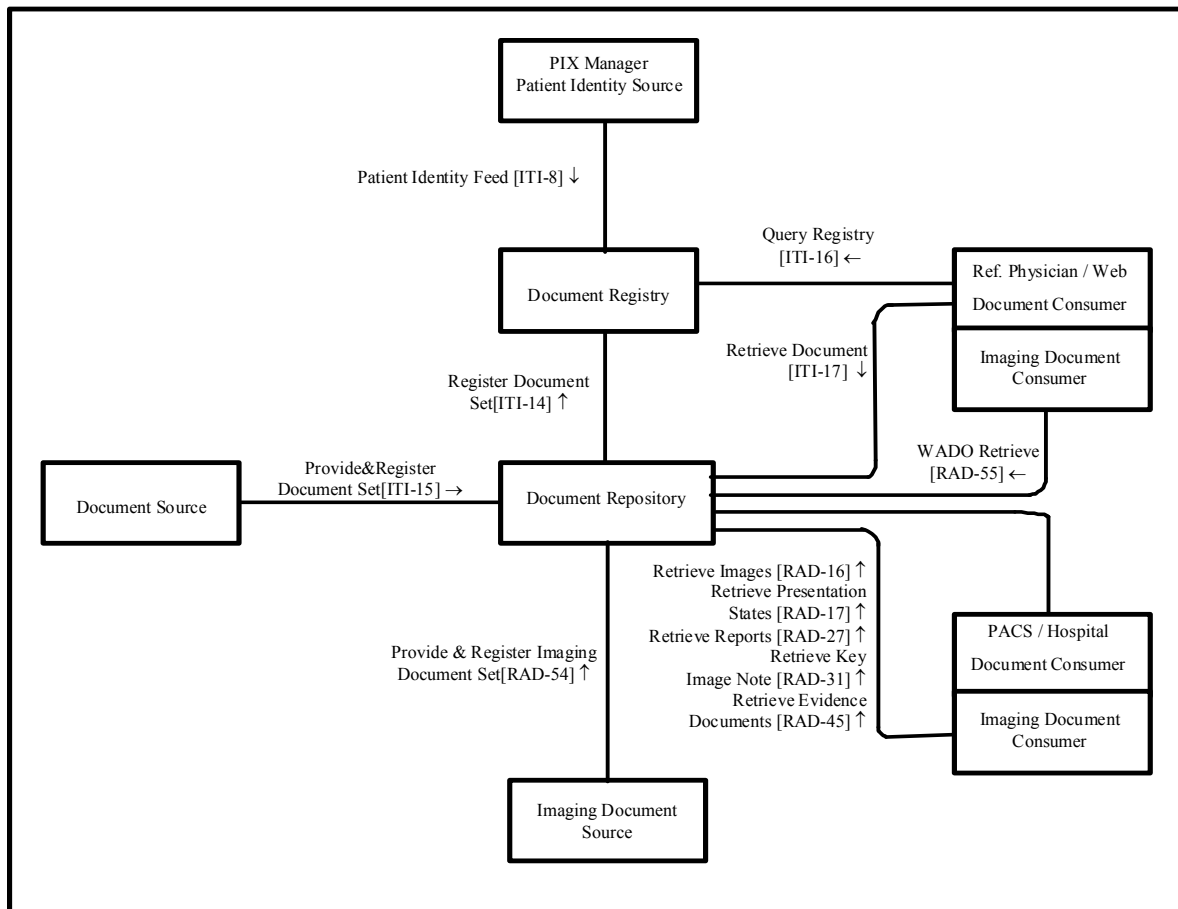 PIX Manager
Patient Identity Source
Patient Identity Feed [ITI-8] ↓
Query Registry
[ITI-16] ←
Ref. Physician / Web
Document Consumer
Document Registry
Imaging Document
Consumer
Retrieve Document
[ITI-17] ↓
Register Document
Set[ITI-14] ↑
WADO Retrieve
[RAD-55] ←
Provide&Register
Document Set[ITI-15] →
Document Source
Document Repository
Retrieve Images [RAD-16] ↑
Retrieve Presentation
States [RAD-17] ↑
Retrieve Reports [RAD-27] ↑
Retrieve Key
Image Note [RAD-31] ↑
Retrieve Evidence
Documents [RAD-45] ↑
Provide & Register Imaging
Document Set[RAD-54] ↑
PACS / Hospital
Document Consumer
Imaging Document
Consumer
Imaging Document
Source